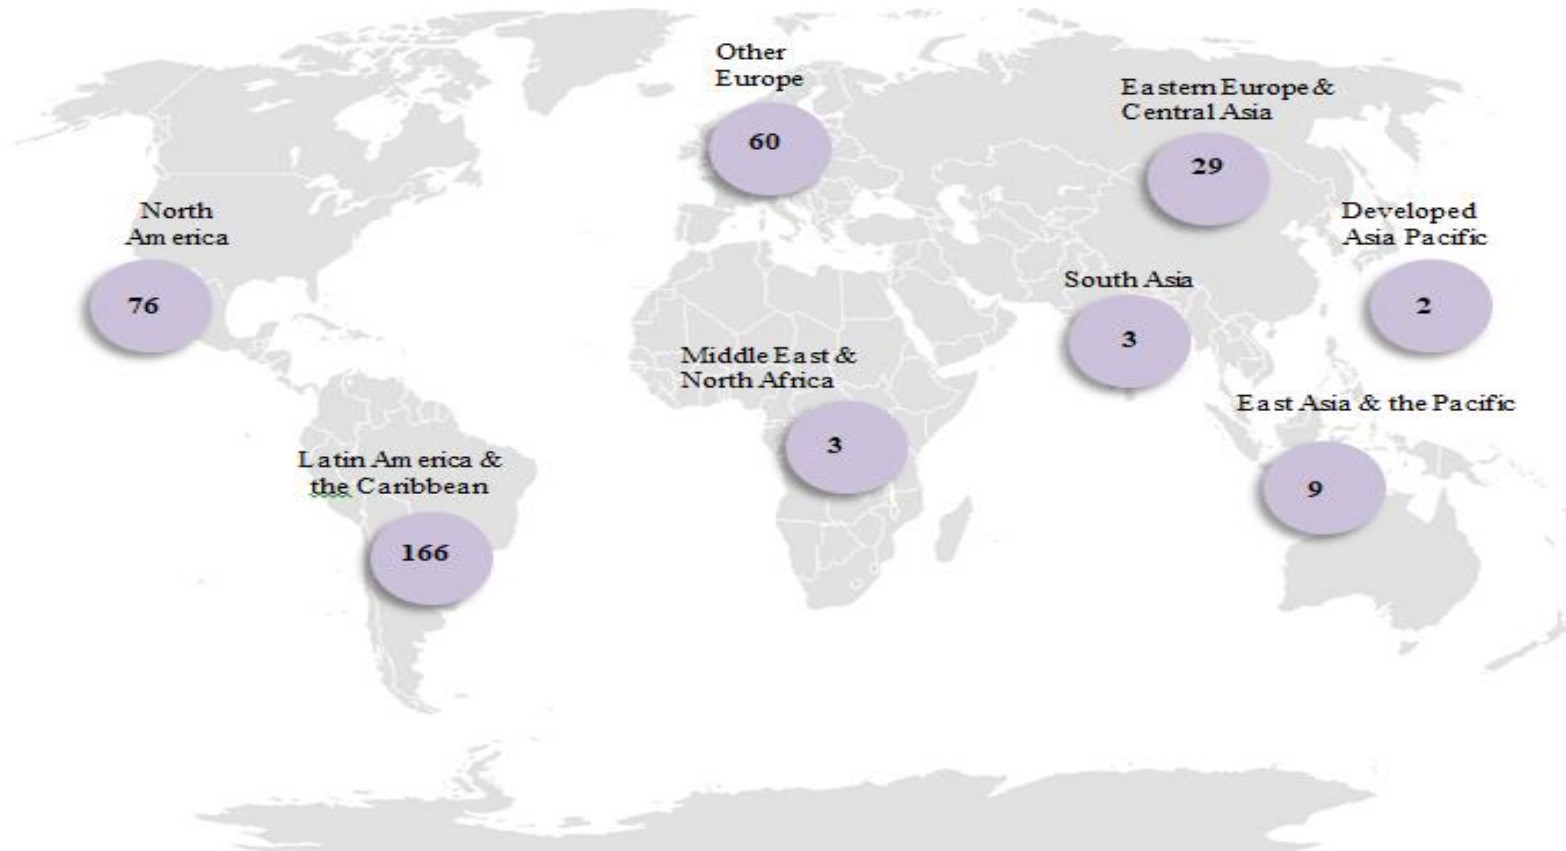 Other
Europe
60
Eastern Europe &
Central Asia
29
North
America
76
Developed
Asia Pacific
2
South Asia
3
Middle East &
North Africa
3
East Asia & the Pacific
9
Latin America &
the Caribbean
166